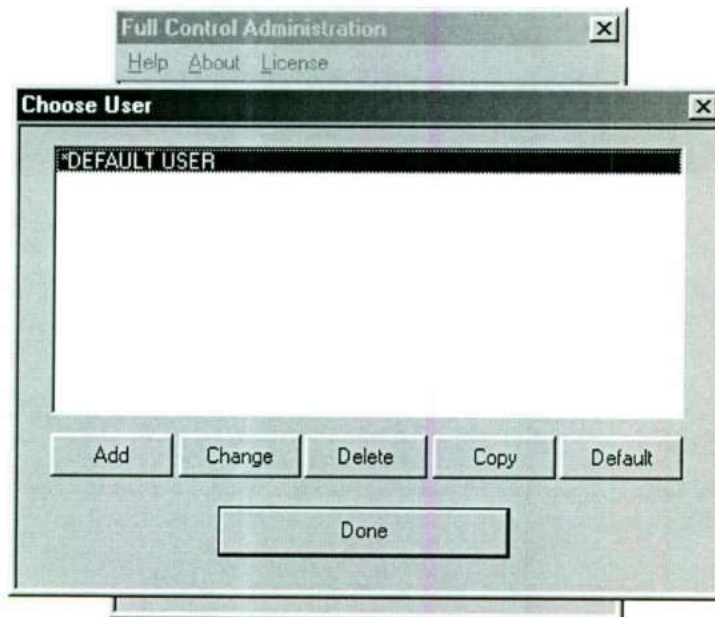 Full Control Administration
Help About License
Choose User
*DEFAULT USER
Add Change Delete Copy Default
Done